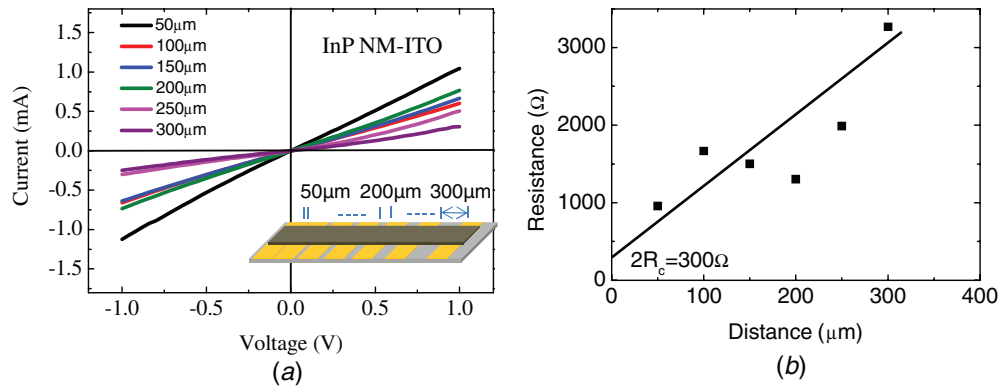 50μm
100μm
150μm
200μm
250μm
300μm
InP NM-ITO
Current (mA)
1.5
1.0
0.5
0.0
-0.5
-1.0
-1.5
50μm 200μm 300μm
-1.0 -0.5 0.0 0.5 1.0
Voltage (V)
(a)
Resistance (Ω)
3000
2000
1000
0
2Rc=300Ω
0 100 200 300 400
Distance (μm)
(b)